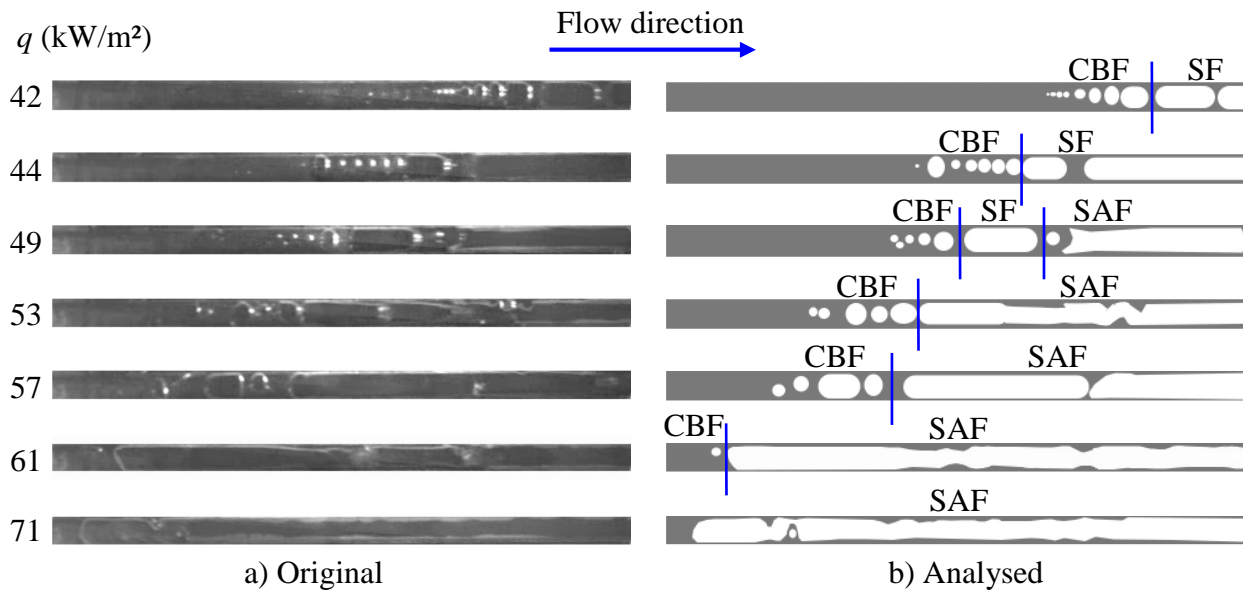 Flow direction
q (kW/m²)
42
CBF SF
44
CBF SF
49
CBF SF SAF
53
CBF SAF
57
CBF SAF
61
CBF SAF
71
SAF
a) Original
b) Analysed